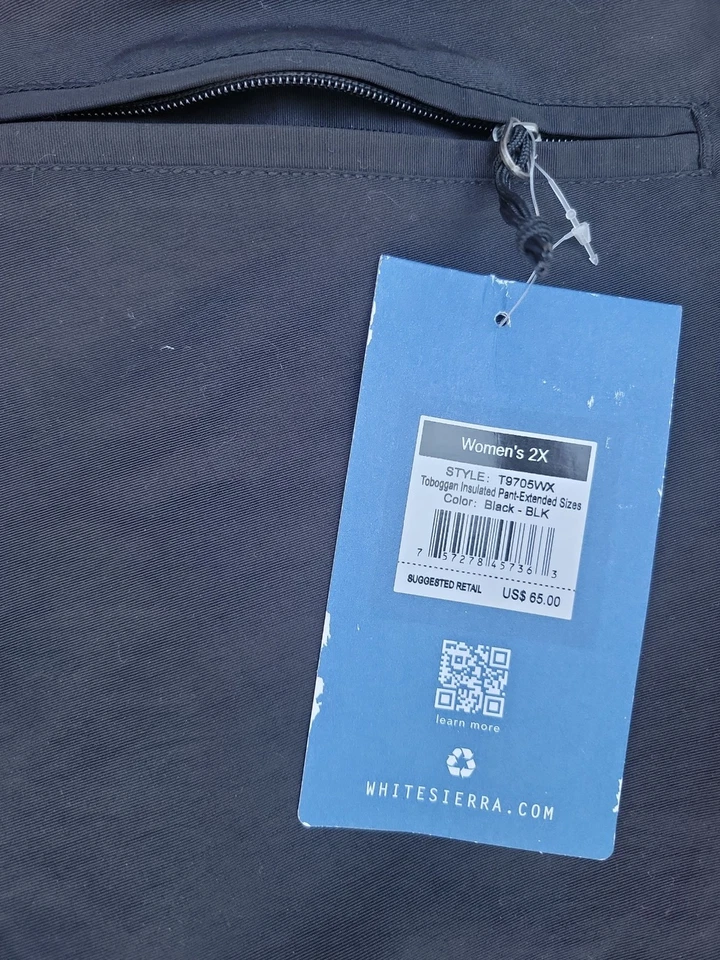 Women's 2X
STYLE: T9705WX
Toboggan Insulated Pant-Extended Sizes
Color: Black - BLK
7 57278 45736 3
SUGGESTED RETAIL US$ 65.00
learn more
WHITESIERRA.COM